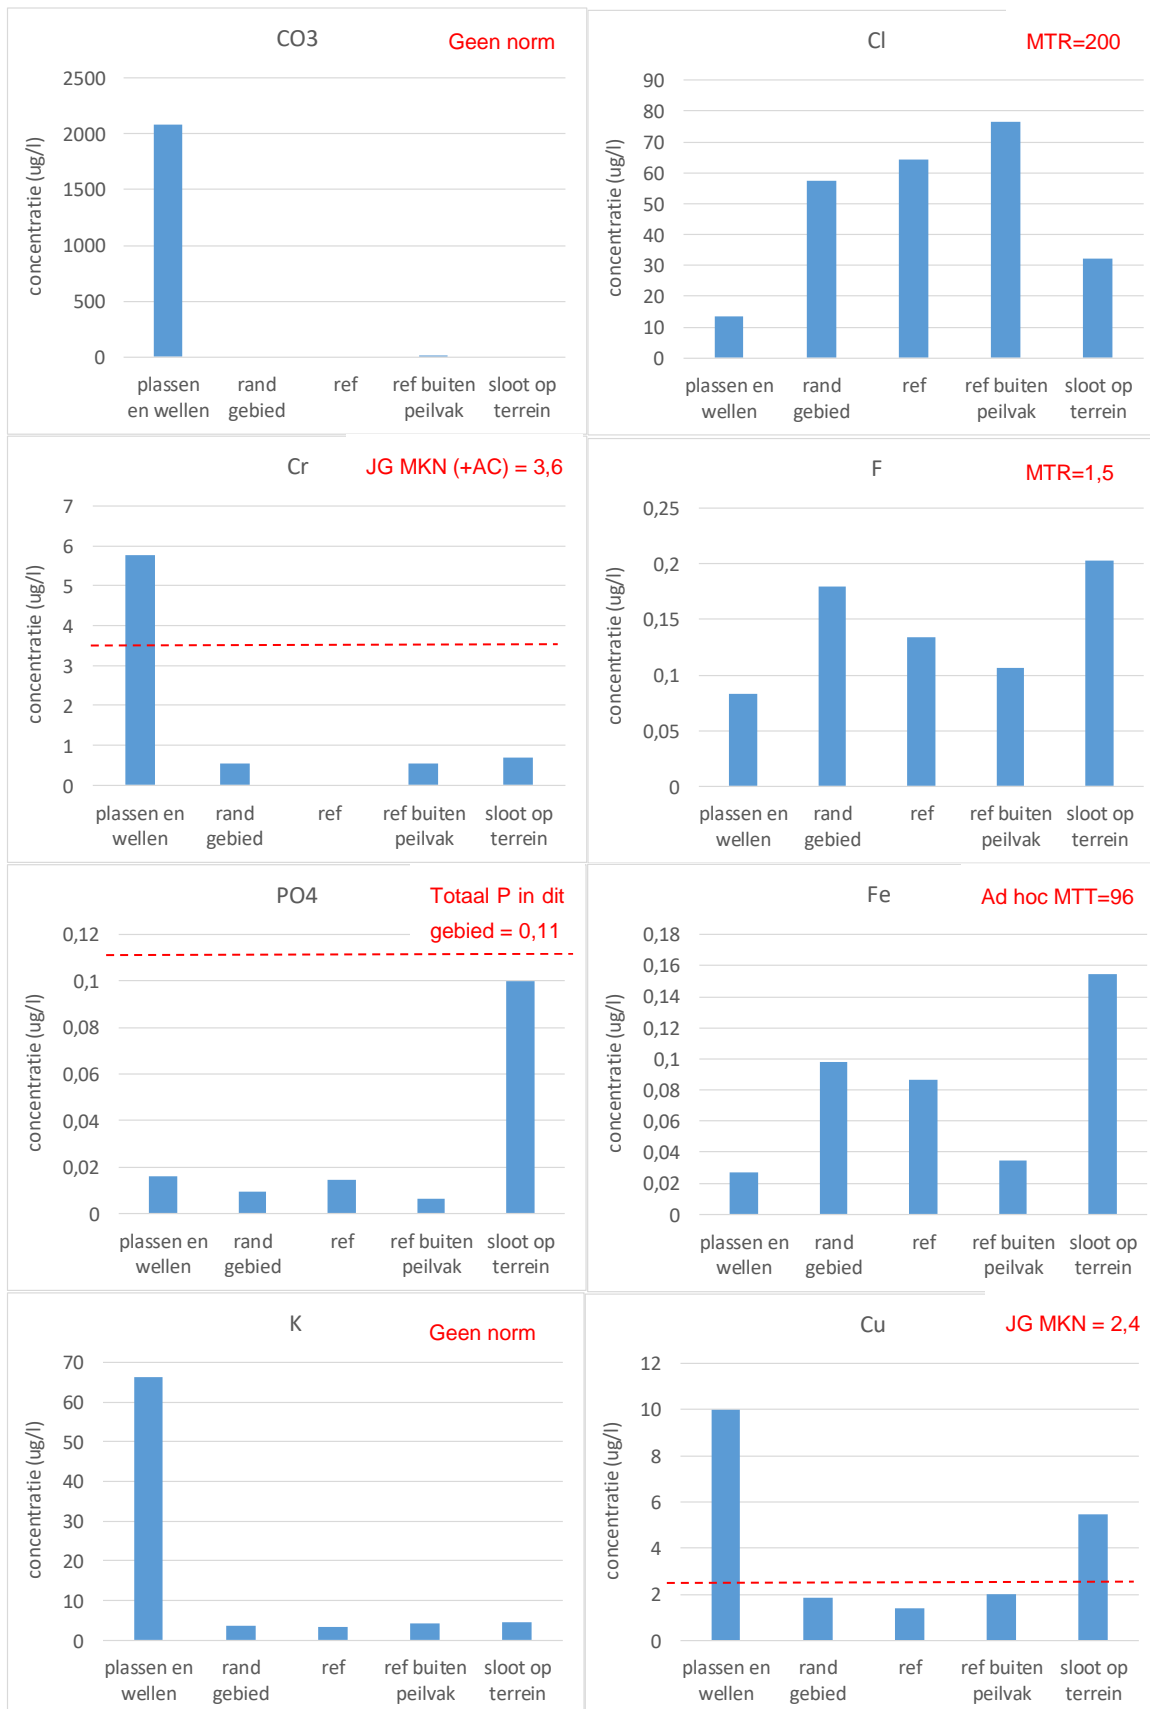 CO3
Geen norm
concentratie (ug/l)
2500
2000
1500
1000
500
0
plassen en wellen
rand gebied
ref
ref buiten peilvak
sloot op terrein
Cl
MTR=200
concentratie (ug/l)
90
80
70
60
50
40
30
20
10
0
plassen en wellen
rand gebied
ref
ref buiten peilvak
sloot op terrein
Cr
JG MKN (+AC) = 3,6
concentratie (ug/l)
7
6
5
4
3
2
1
0
plassen en wellen
rand gebied
ref
ref buiten peilvak
sloot op terrein
F
MTR=1,5
concentratie (ug/l)
0,25
0,2
0,15
0,1
0,05
0
plassen en wellen
rand gebied
ref
ref buiten peilvak
sloot op terrein
PO4
Totaal P in dit
gebied = 0,11
concentratie (ug/l)
0,12
0,1
0,08
0,06
0,04
0,02
0
plassen en wellen
rand gebied
ref
ref buiten peilvak
sloot op terrein
Fe
Ad hoc MTT=96
concentratie (ug/l)
0,18
0,16
0,14
0,12
0,1
0,08
0,06
0,04
0,02
0
plassen en wellen
rand gebied
ref
ref buiten peilvak
sloot op terrein
K
Geen norm
concentratie (ug/l)
70
60
50
40
30
20
10
0
plassen en wellen
rand gebied
ref
ref buiten peilvak
sloot op terrein
Cu
JG MKN = 2,4
concentratie (ug/l)
12
10
8
6
4
2
0
plassen en wellen
rand gebied
ref
ref buiten peilvak
sloot op terrein